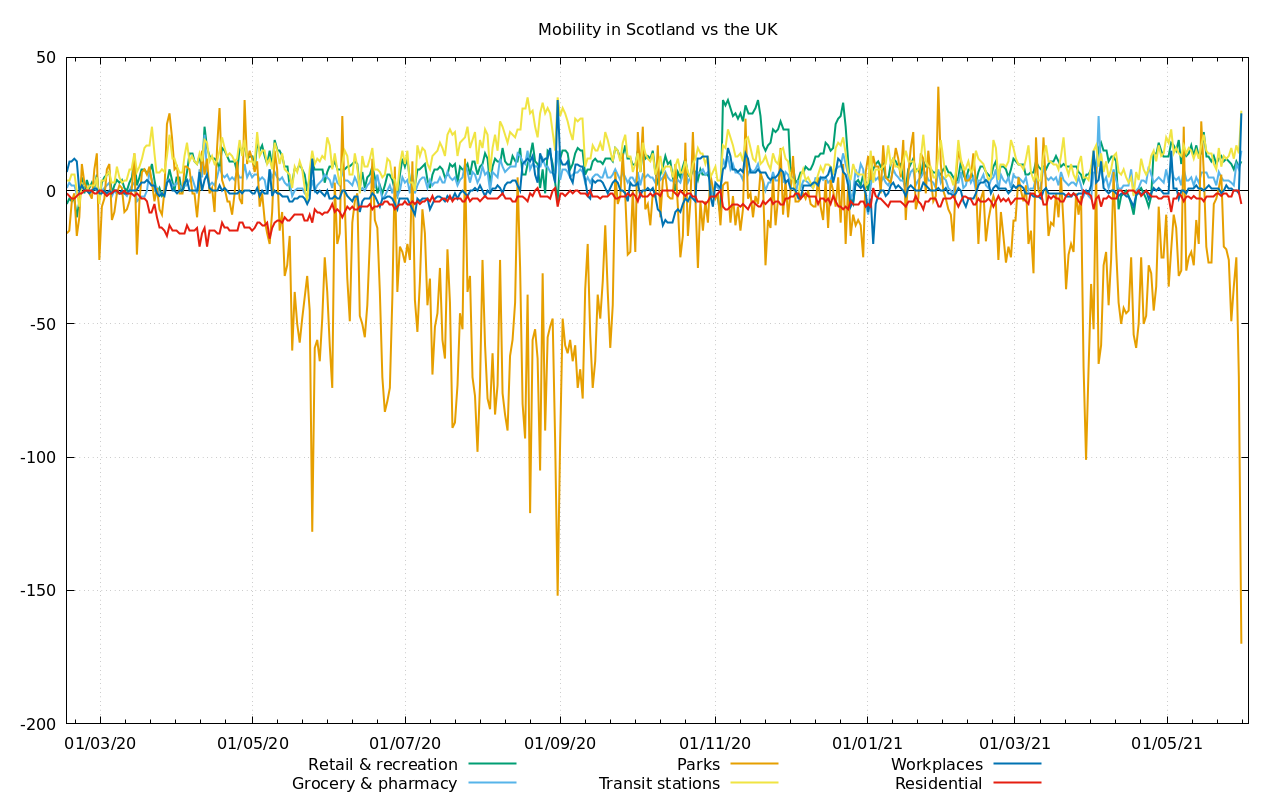 Mobility in Scotland vs the UK
50
0
-50
-100
-150
-200
01/03/20 01/05/20 01/07/20 01/09/20 01/11/20 01/01/21 01/03/21 01/05/21
Retail & recreation Parks Workplaces
Grocery & pharmacy Transit stations Residential